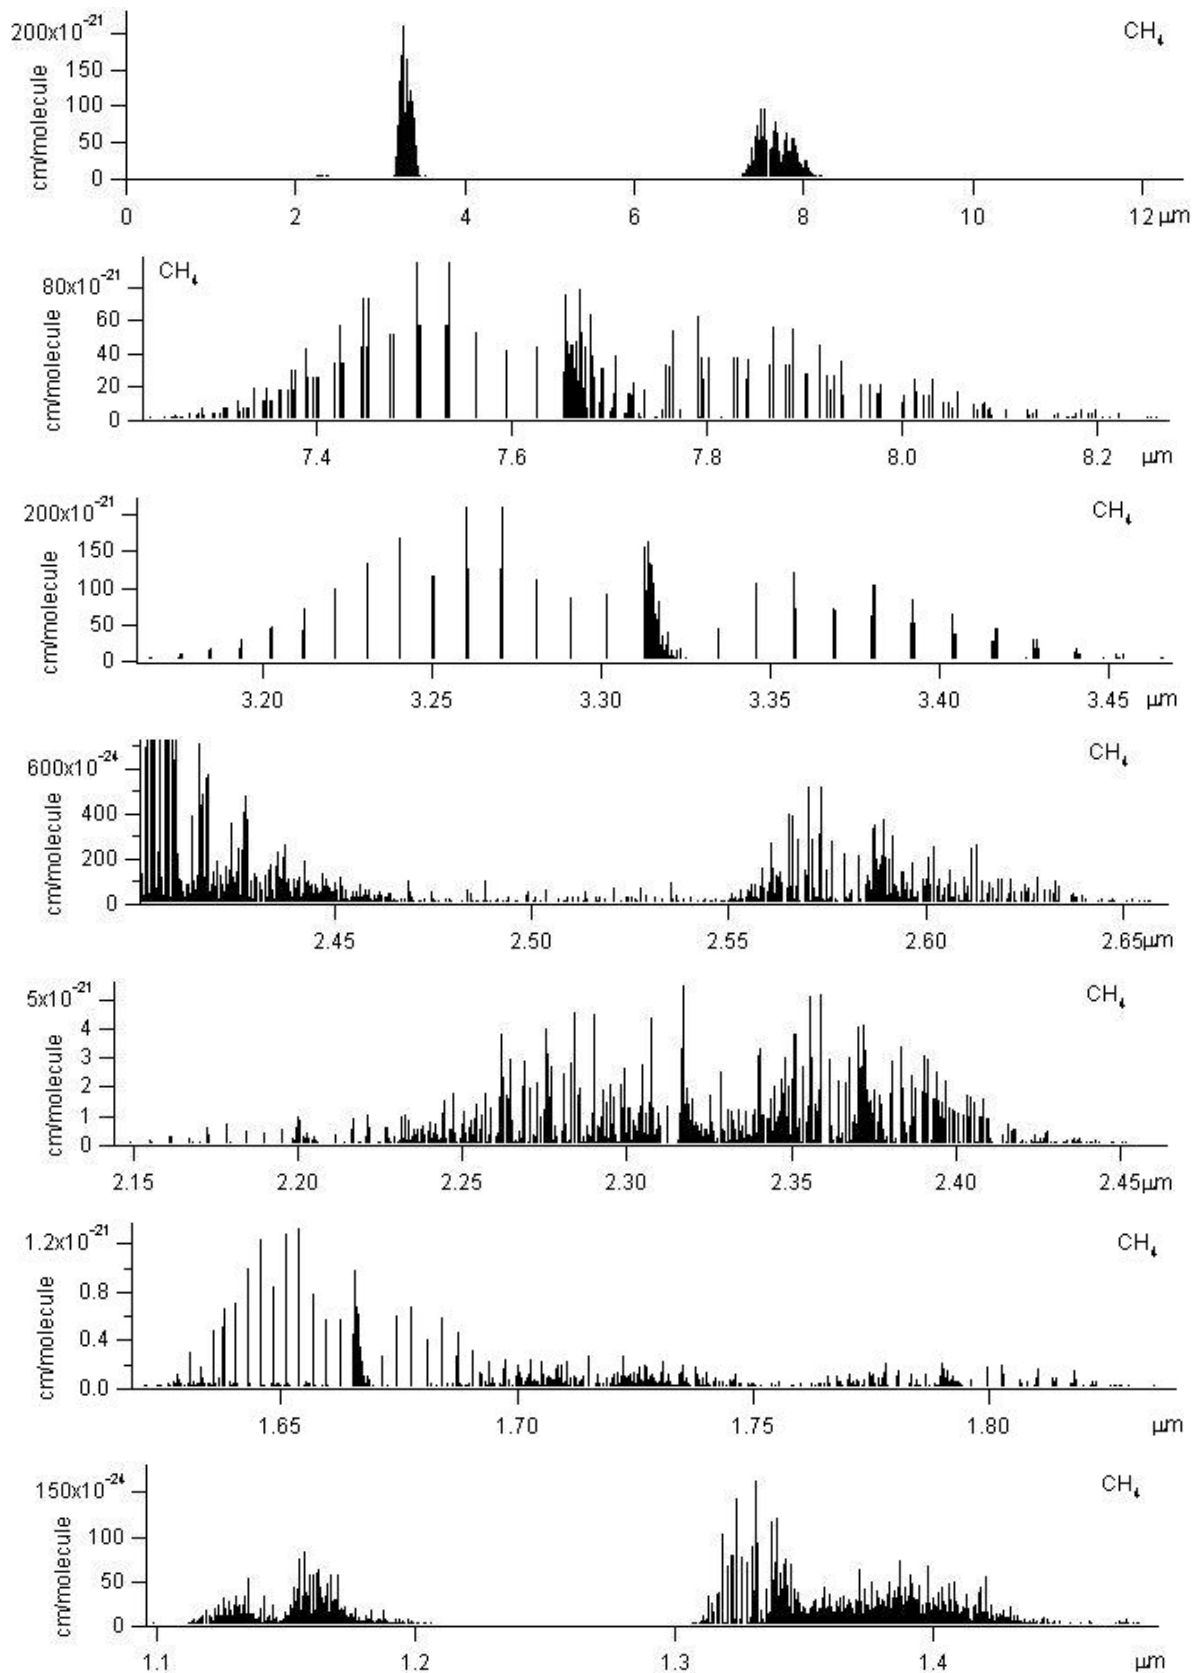 200x10⁻²¹ CH₄
150
100
50
0
cm/molecule
0 2 4 6 8 10 12 µm
80x10⁻²¹ CH₄
60
40
20
0
cm/molecule
7.4 7.6 7.8 8.0 8.2 µm
200x10⁻²¹ CH₄
150
100
50
0
cm/molecule
3.20 3.25 3.30 3.35 3.40 3.45 µm
600x10⁻²⁴ CH₄
400
200
0
cm/molecule
2.45 2.50 2.55 2.60 2.65µm
5x10⁻²¹ CH₄
4
3
2
1
0
cm/molecule
2.15 2.20 2.25 2.30 2.35 2.40 2.45µm
1.2x10⁻²¹ CH₄
0.8
0.4
0.0
cm/molecule
1.65 1.70 1.75 1.80 µm
150x10⁻²⁴ CH₄
100
50
0
cm/molecule
1.1 1.2 1.3 1.4 µm